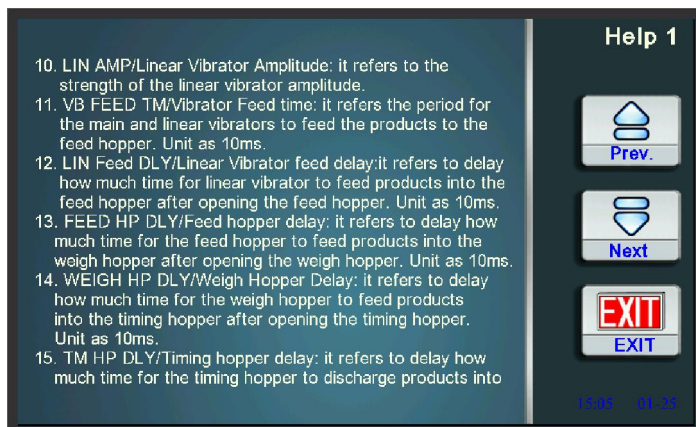 Help 1
10. LIN AMP/Linear Vibrator Amplitude: it refers to the
strength of the linear vibrator amplitude.
11. VB FEED TM/Vibrator Feed time: it refers the period for
the main and linear vibrators to feed the products to the
feed hopper. Unit as 10ms.
12. LIN Feed DLY/Linear Vibrator feed delay:it refers to delay
how much time for linear vibrator to feed products into the
feed hopper after opening the feed hopper. Unit as 10ms.
13. FEED HP DLY/Feed hopper delay: it refers to delay how
much time for the feed hopper to feed products into the
weigh hopper after opening the weigh hopper. Unit as 10ms.
14. WEIGH HP DLY/Weigh Hopper Delay: it refers to delay
how much time for the weigh hopper to feed products
into the timing hopper after opening the timing hopper.
Unit as 10ms.
15. TM HP DLY/Timing hopper delay: it refers to delay how
much time for the timing hopper to discharge products into
Prev.
Next
EXIT
EXIT
15:05 01-25